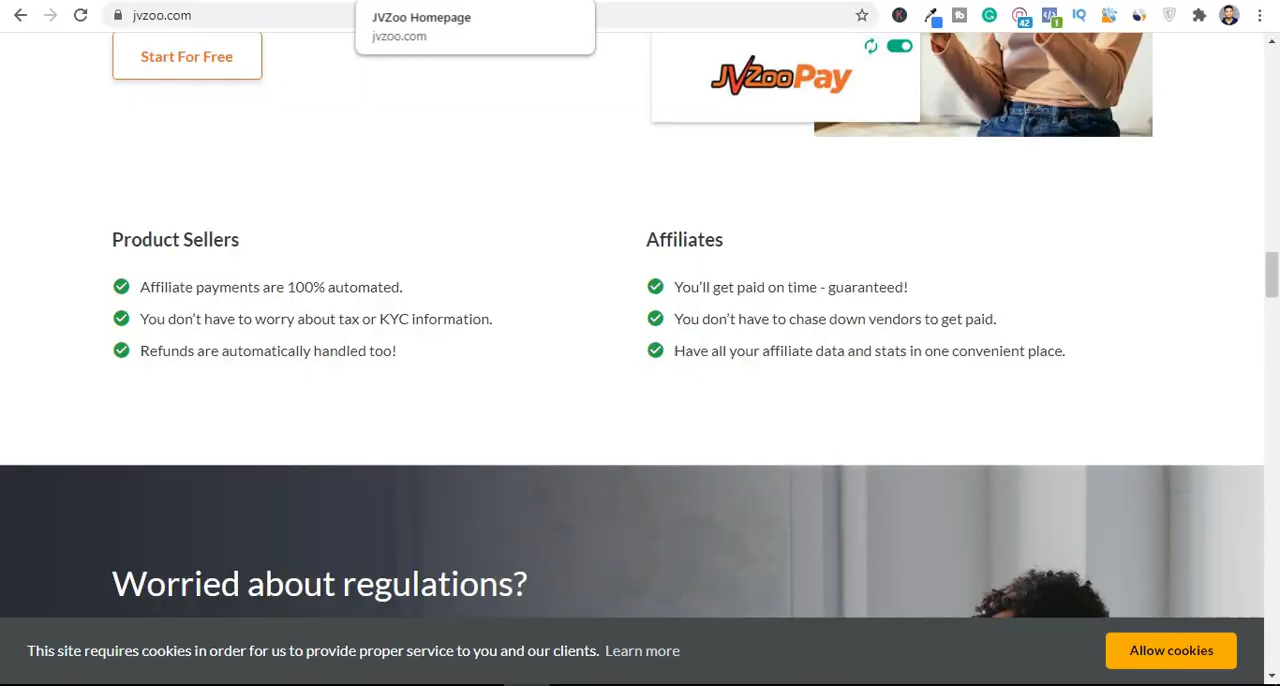 jvzoo.com
JVZoo Homepage
jvzoo.com
42
1
IQ
Start For Free
JVZooPay
Product Sellers
Affiliate payments are 100% automated.
You don’t have to worry about tax or KYC information.
Refunds are automatically handled too!
Affiliates
You’ll get paid on time - guaranteed!
You don’t have to chase down vendors to get paid.
Have all your affiliate data and stats in one convenient place.
Worried about regulations?
This site requires cookies in order for us to provide proper service to you and our clients. Learn more
Allow cookies